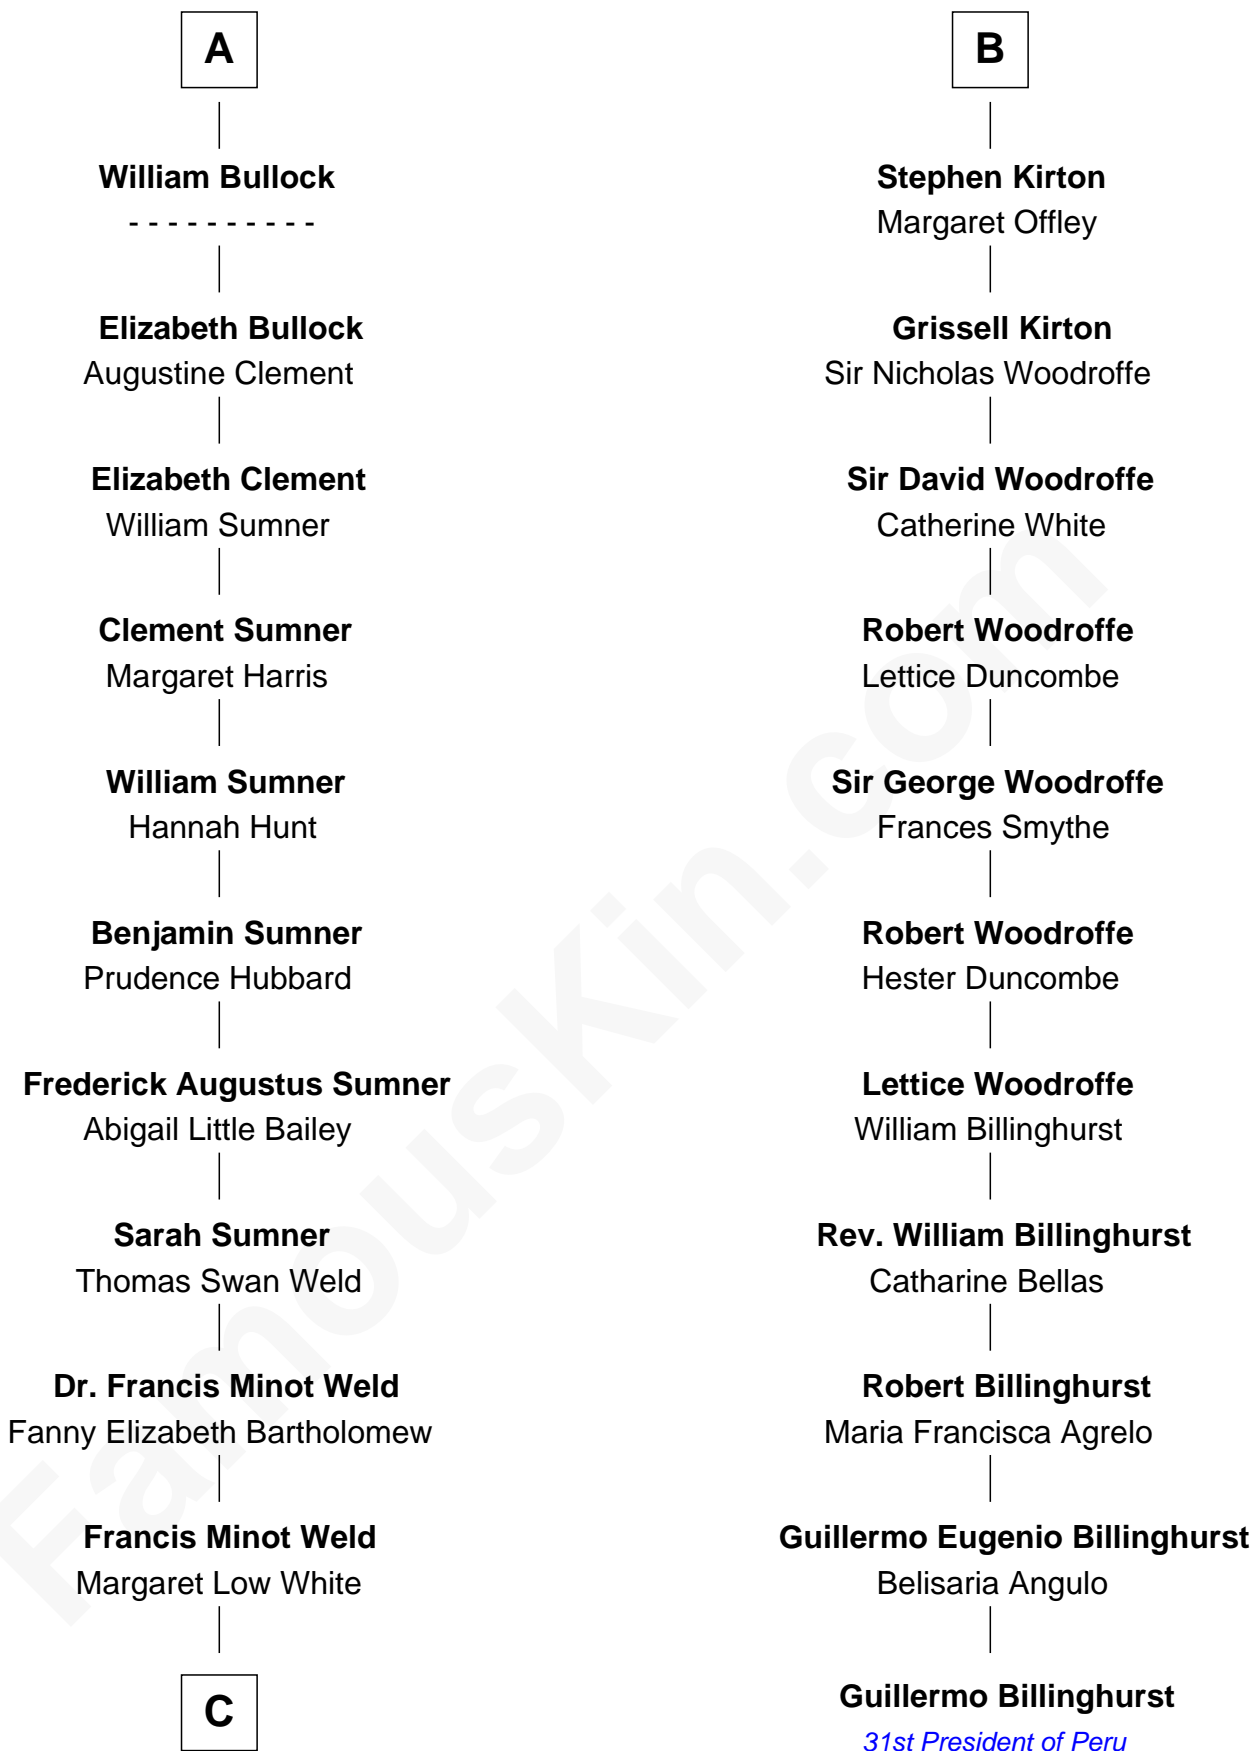 A
William Bullock
- - - - - - - - - -
Elizabeth Bullock
Augustine Clement
Elizabeth Clement
William Sumner
Clement Sumner
Margaret Harris
William Sumner
Hannah Hunt
Benjamin Sumner
Prudence Hubbard
Frederick Augustus Sumner
Abigail Little Bailey
Sarah Sumner
Thomas Swan Weld
Dr. Francis Minot Weld
Fanny Elizabeth Bartholomew
Francis Minot Weld
Margaret Low White
C
B
Stephen Kirton
Margaret Offley
Grissell Kirton
Sir Nicholas Woodroffe
Sir David Woodroffe
Catherine White
Robert Woodroffe
Lettice Duncombe
Sir George Woodroffe
Frances Smythe
Robert Woodroffe
Hester Duncombe
Lettice Woodroffe
William Billinghurst
Rev. William Billinghurst
Catharine Bellas
Robert Billinghurst
Maria Francisca Agrelo
Guillermo Eugenio Billinghurst
Belisaria Angulo
Guillermo Billinghurst
31st President of Peru
FamousKin.com